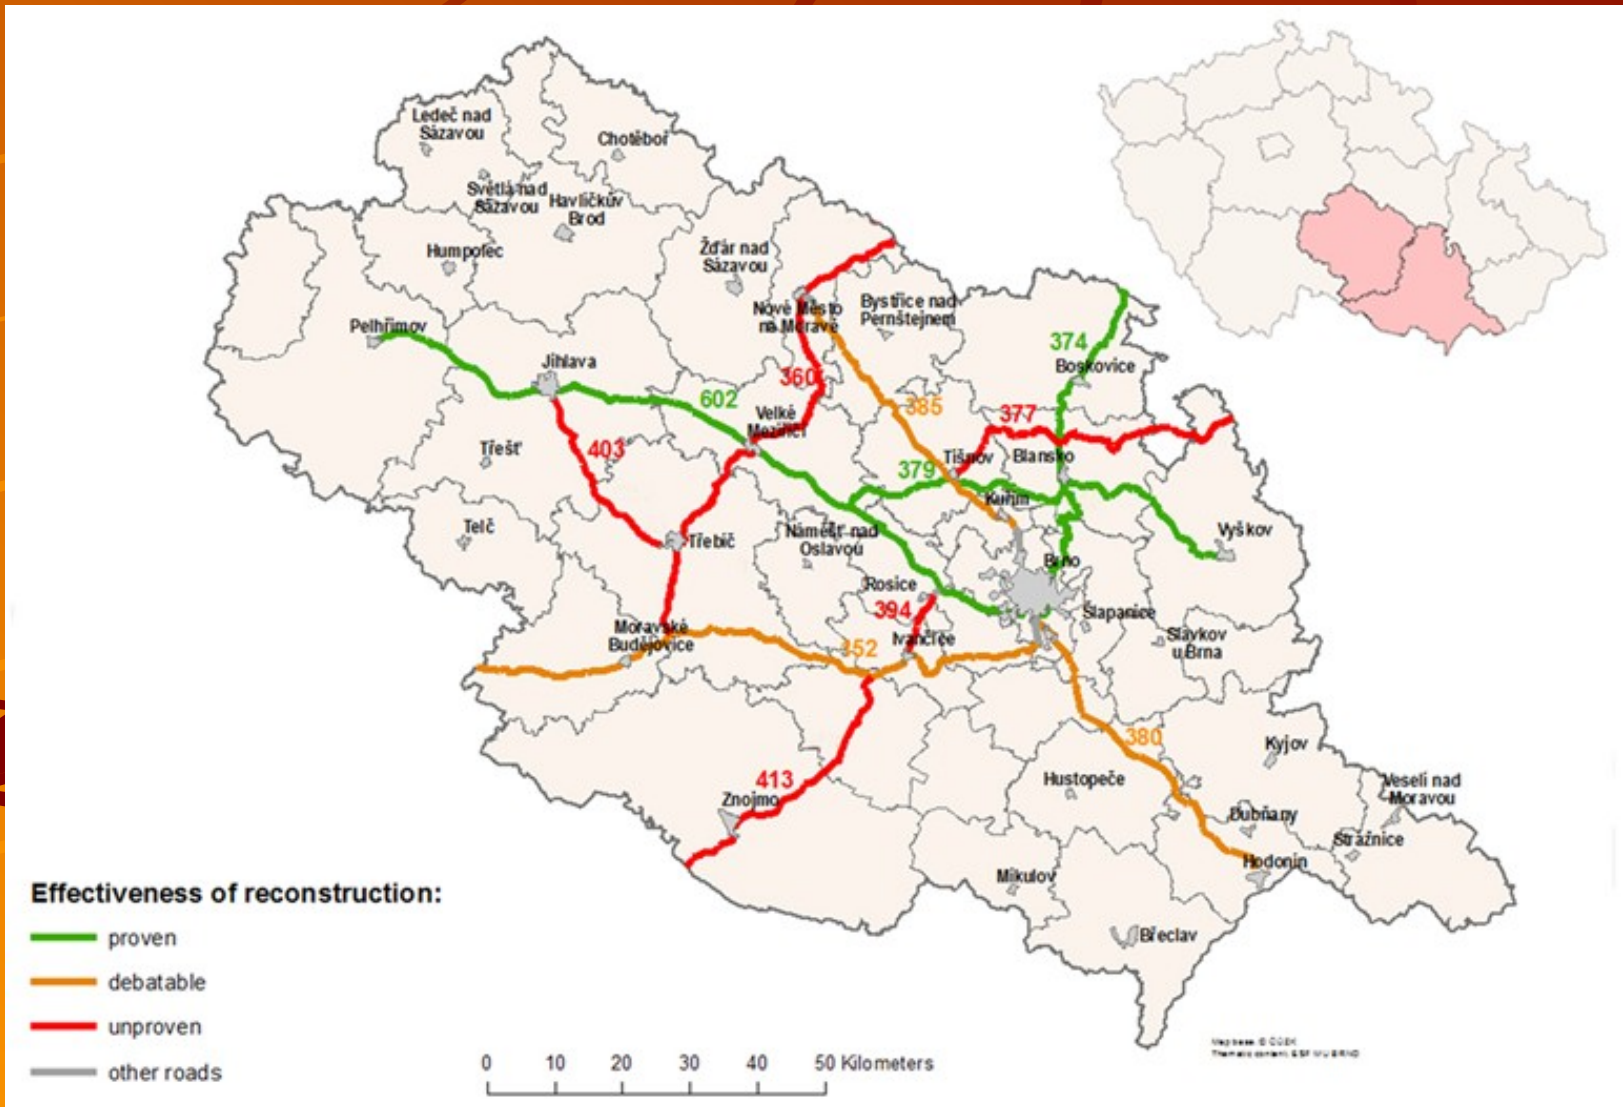 Ledeč nad
Sázavou
Chotěboř
Světlá nad
Sázavou
Havlíčkův
Brod
Humpolec
Žďár nad
Sázavou
Nové Město
na Moravě
Bystřice nad
Pernštejnem
Pelhřimov
Jihlava
374
Boskovice
360
602
385
377
Velké
Meziříčí
403
Třešť
379
Tišnov
Blansko
Kuřim
Telč
Třebíč
Náměšť nad
Oslavou
Vyškov
Brno
Rosice
394
Šlapanice
Moravské
Budějovice
152
Ivančice
Slavkov
u Brna
380
Kyjov
413
Znojmo
Hustopeče
Veselí nad
Moravou
Dubňany
Strážnice
Hodonín
Mikulov
Břeclav
Effectiveness of reconstruction:
proven
debatable
unproven
other roads
0 10 20 30 40 50 Kilometers